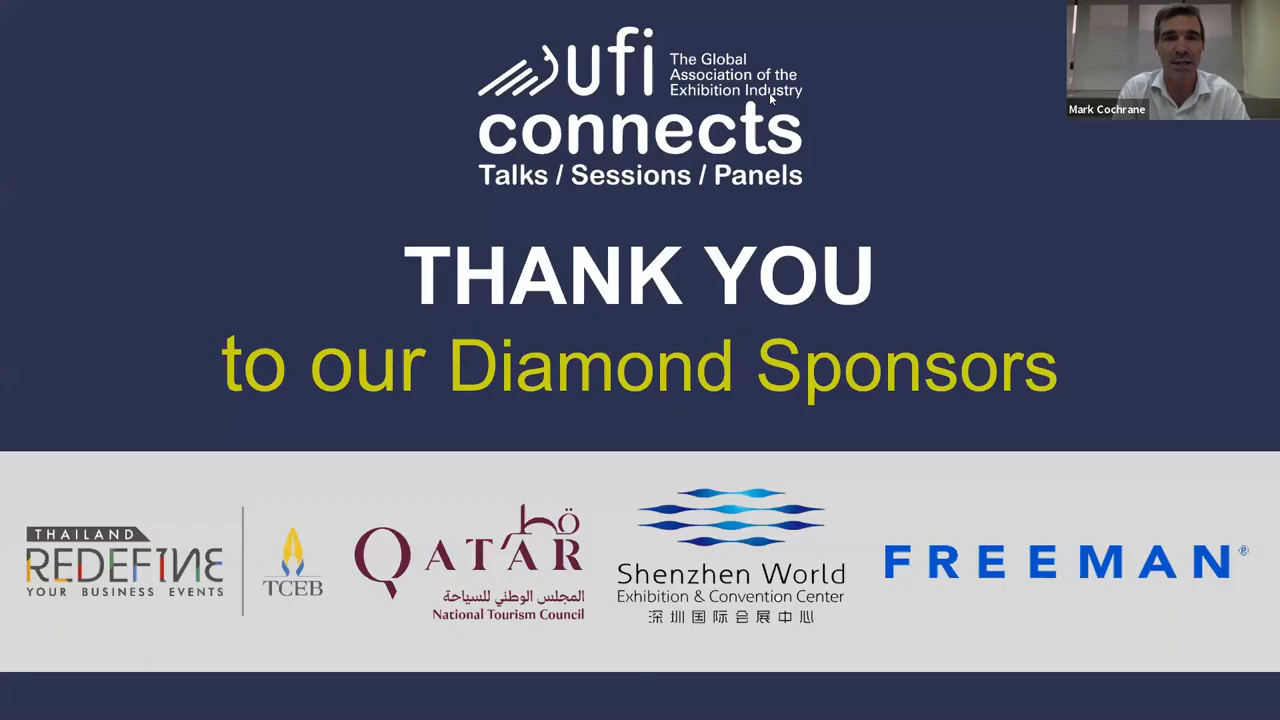 ufi
The Global
Association of the
Exhibition Industry
connects
Talks / Sessions / Panels
Mark Cochrane
THANK YOU
to our Diamond Sponsors
THAILAND
REDEFINE
YOUR BUSINESS EVENTS
TCEB
قطر
QATAR
المجلس الوطني للسياحة
National Tourism Council
Shenzhen World
Exhibition & Convention Center
深圳国际会展中心
FREEMAN®